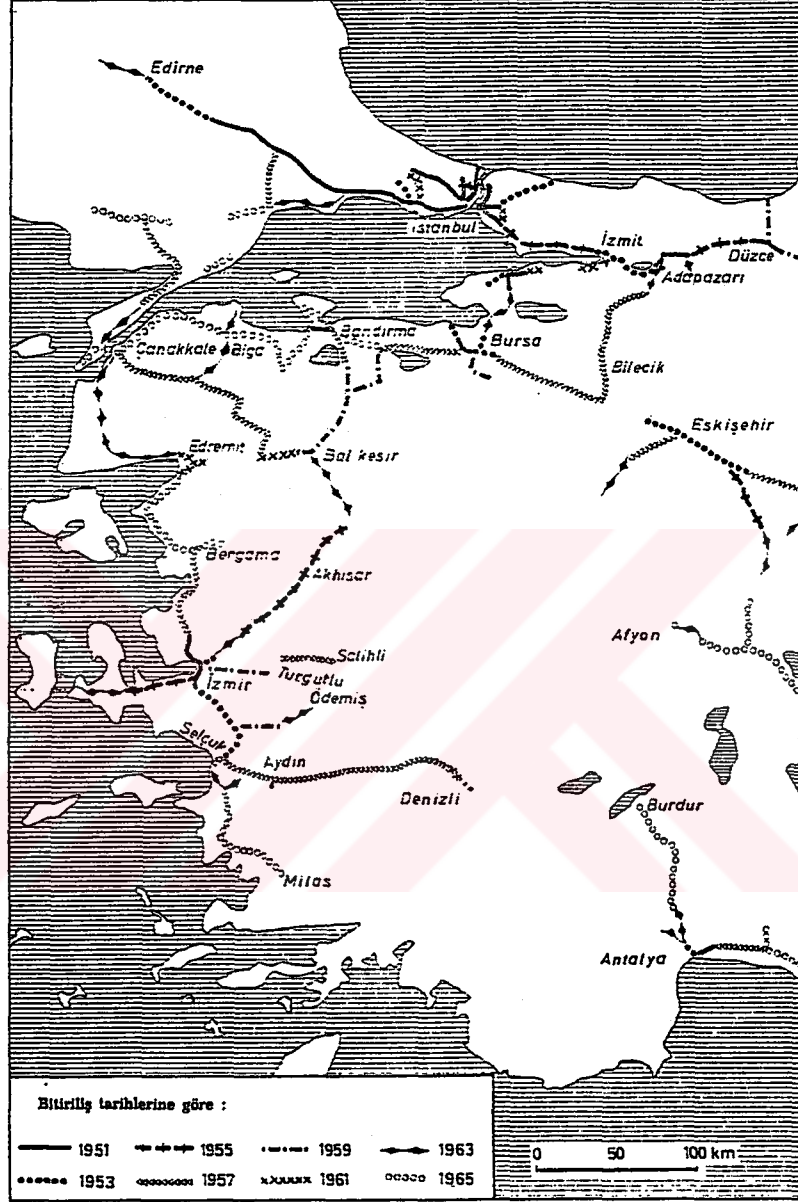 Edirne
İstanbul
İzmit
Düzce
Adapazarı
Çanakkale
Biga
Bandırma
Bursa
Bilecik
Eskişehir
Edremit
Bal kesir
Bergama
Akhisar
Afyon
Salihli
Turgutlu
İzmir
Ödemiş
Selçuk
Aydın
Denizli
Burdur
Milas
Antalya
Bitiriliş tarihlerine göre :
1951 1955 1959 1963
1953 1957 1961 1965
0 50 100 km